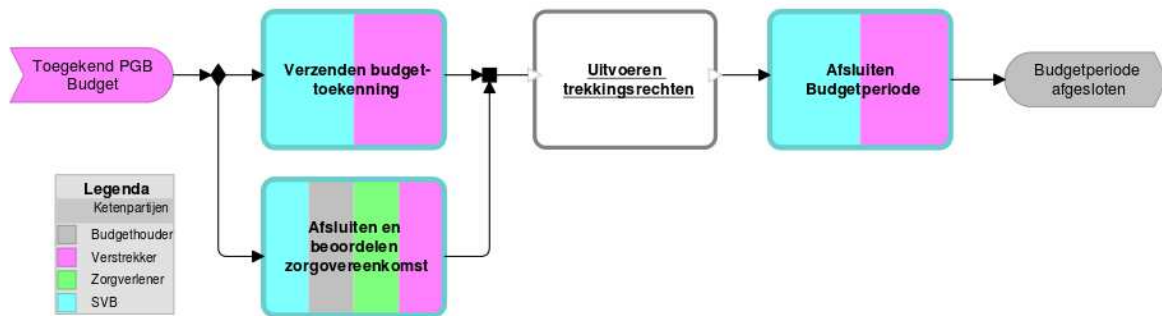 Toegekend PGB
Budget
Verzenden budget-
toekenning
Uitvoeren
trekkingsrechten
Afsluiten
Budgetperiode
Budgetperiode
afgesloten
Afsluiten en
beoordelen
zorgovereenkomst
Legenda
Ketenpartijen
Budgethouder
Verstrekker
Zorgverlener
SVB